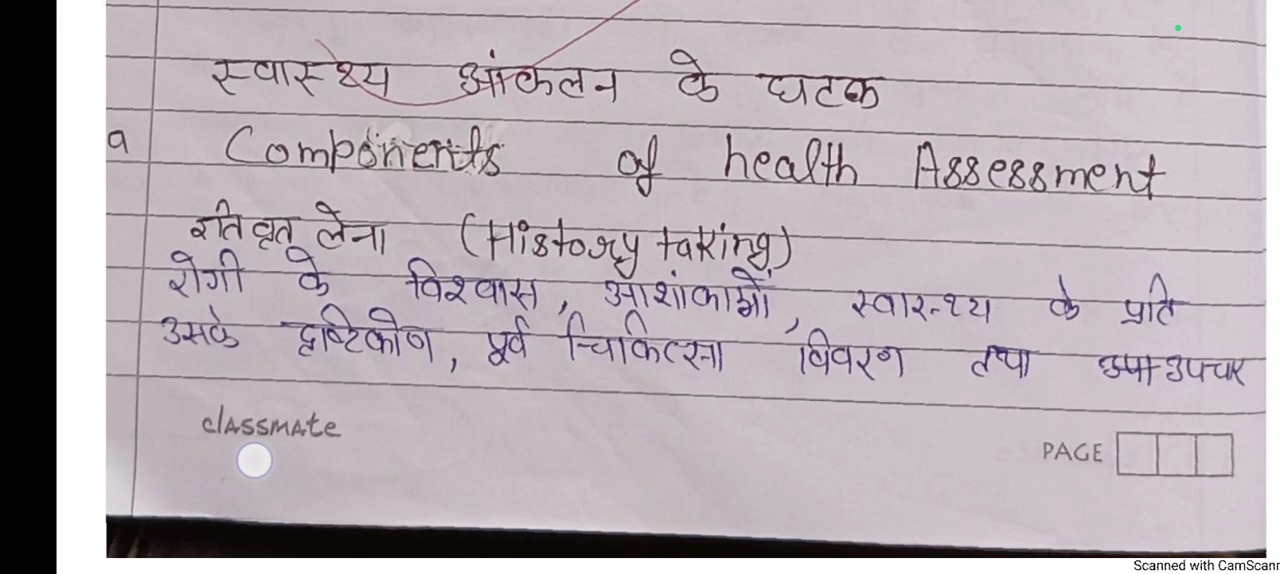 स्वास्थ्य आंकलन के घटक
a Components of health Assessment
इतिवृत लेना (History taking)
रोगी के विश्वास, आशांकाओं, स्वास्थ्य के प्रति
उसके दृष्टिकोण, पूर्व चिकित्सा विवरण तथा उपचार
classmate
PAGE
Scanned with CamScanr